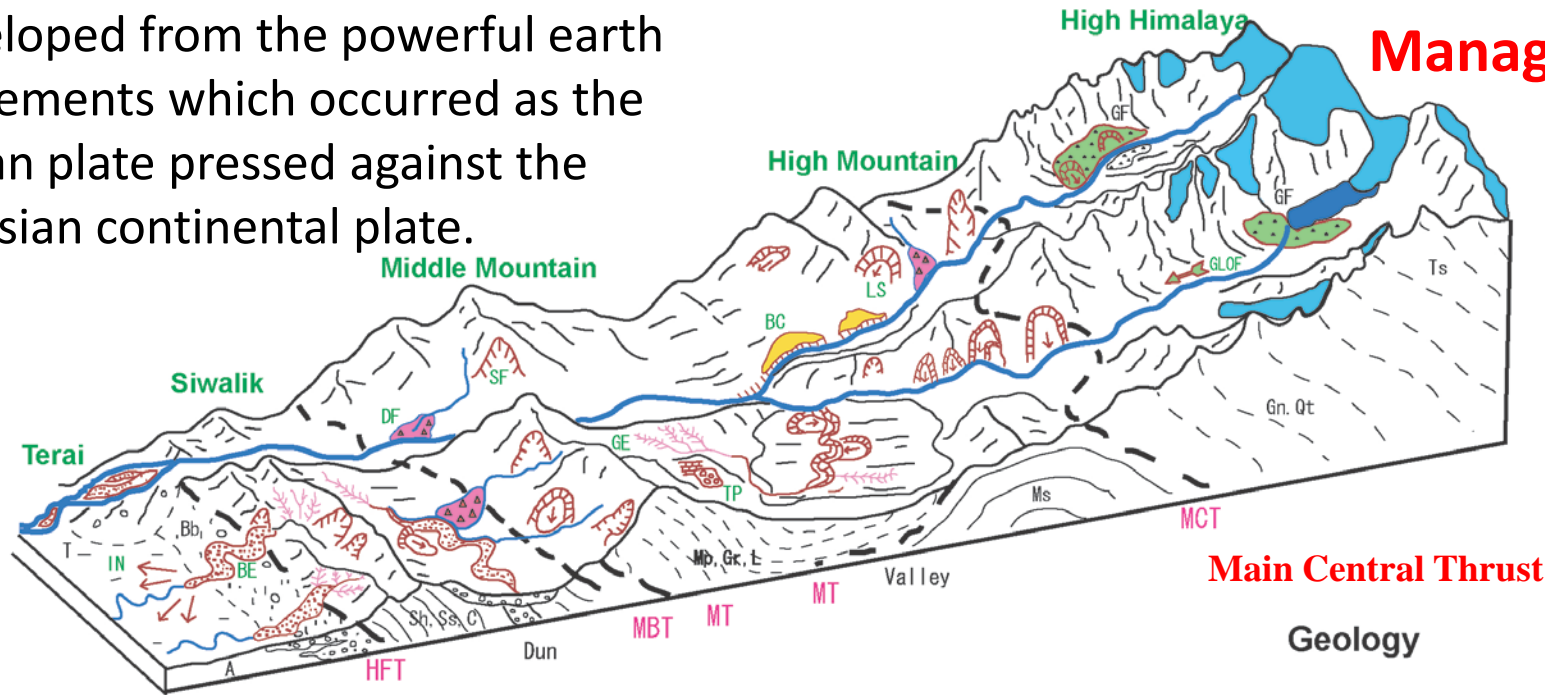 eloped from the powerful earth
ements which occurred as the
an plate pressed against the
sian continental plate.
Manag
High Himalaya
High Mountain
Middle Mountain
Siwalik
Terai
GF
GF
GLOF
Ts
LS
BC
SF
DF
GE
TP
Gn. Qt
Ms
MCT
Bb
T
IN
BE
Mp, Gr, L
Valley
MT
MT
MBT
Sh, Ss, C
Dun
HFT
A
Main Central Thrust
Geology